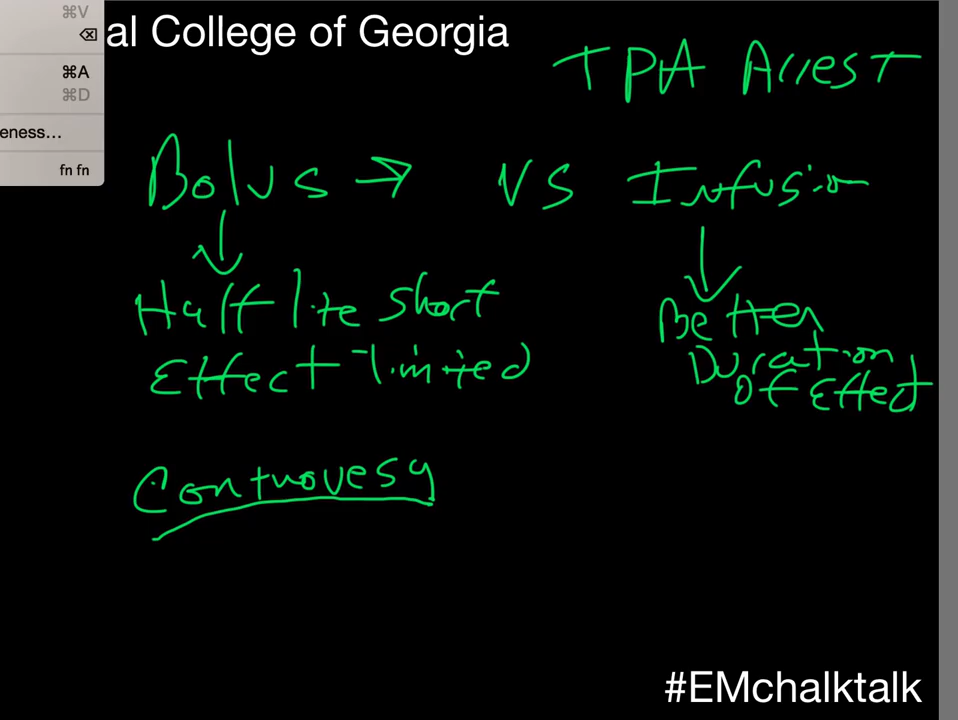 ⌘V
⌫
al College of Georgia
TPA Arrest
⌘A
⌘D
eness…
fn fn
Bolus → VS Infusion
Half life short
Better
Effect-limited
Duration
Of Effect
Contruovesy
#EMchalktalk